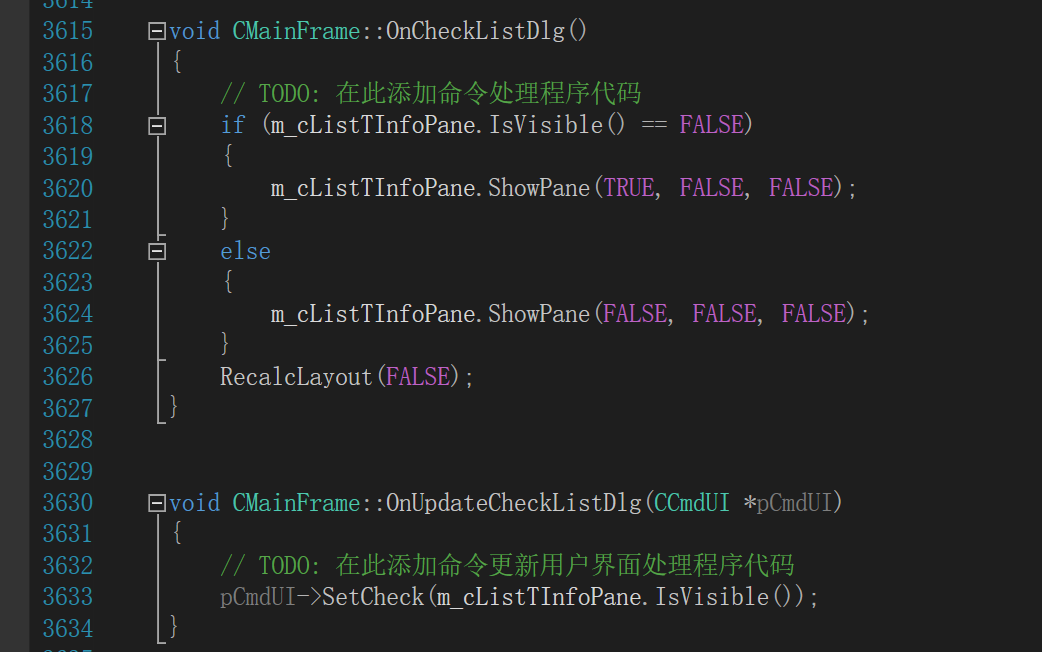 3614
3615 void CMainFrame::OnCheckListDlg()
3616 {
3617 // TODO: 在此添加命令处理程序代码
3618 if (m_cListTInfoPane.IsVisible() == FALSE)
3619 {
3620 m_cListTInfoPane.ShowPane(TRUE, FALSE, FALSE);
3621 }
3622 else
3623 {
3624 m_cListTInfoPane.ShowPane(FALSE, FALSE, FALSE);
3625 }
3626 RecalcLayout(FALSE);
3627 }
3628
3629
3630 void CMainFrame::OnUpdateCheckListDlg(CCmdUI *pCmdUI)
3631 {
3632 // TODO: 在此添加命令更新用户界面处理程序代码
3633 pCmdUI->SetCheck(m_cListTInfoPane.IsVisible());
3634 }